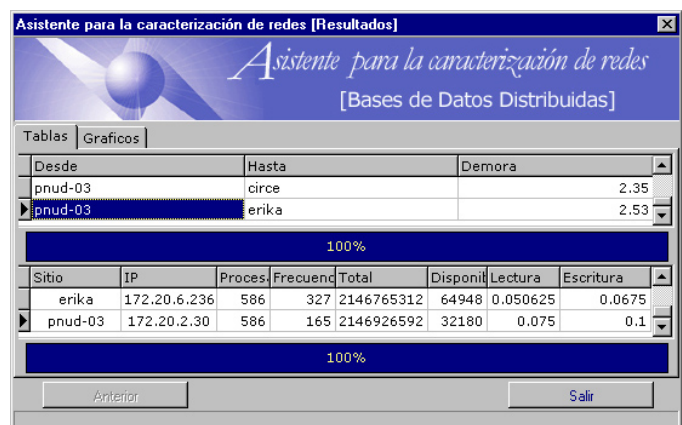 Asistente para la caracterización de redes [Resultados]
Asistente para la caracterización de redes
[Bases de Datos Distribuidas]
Tablas Graficos
Desde Hasta Demora
pnud-03 circe 2.35
pnud-03 erika 2.53
100%
Sitio IP Proces. Frecuenc Total Disponit Lectura Escritura
erika 172.20.6.236 586 327 2146765312 64948 0.050625 0.0675
pnud-03 172.20.2.30 586 165 2146926592 32180 0.075 0.1
100%
Anterior Salir